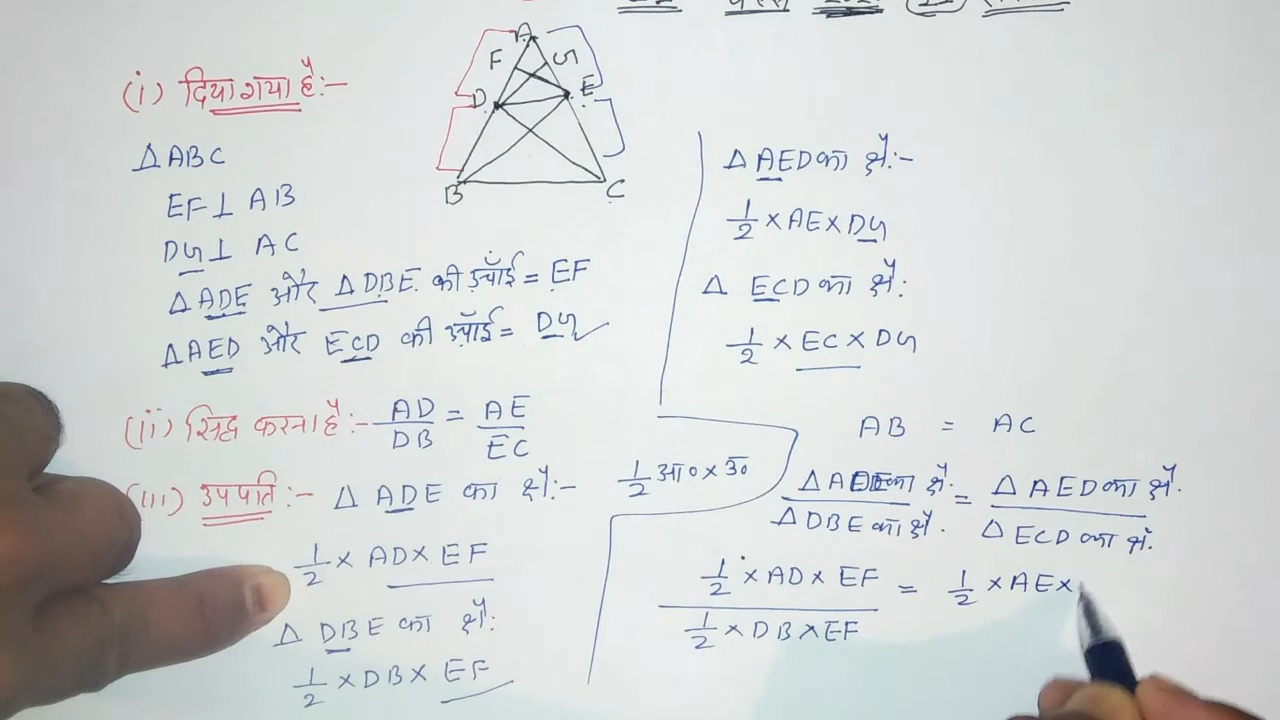 (i) दिया गया है:-
A
F G
D E
B C
△ABC
EF⊥AB
DG⊥AC
△ADE और △DBE की ऊँचाई = EF
△AED और ECD की ऊँचाई = DG
(ii) सिद्ध करना है:- AD/DB = AE/EC
(iii) उपपति:- △ADE का क्षे:- 1/2 आ० × ऊ०
1/2 × AD × EF
△DBE का क्षे:
1/2 × DB × EF
△AED का क्षे:-
1/2 × AE × DG
△ECD का क्षे:
1/2 × EC × DG
AB = AC
△ADE का क्षे. / △DBE का क्षे. = △AED का क्षे. / △ECD का क्षे.
1/2 × AD × EF / 1/2 × DB × EF = 1/2 × AE ×